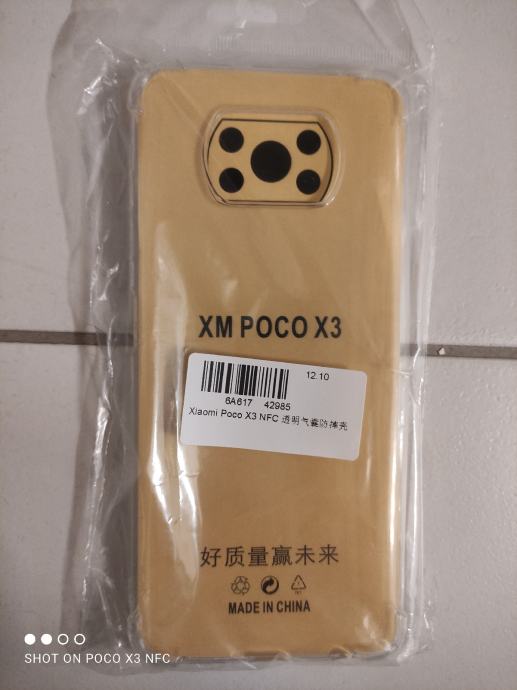 XM POCO X3
12.10
6A617 42985
Xiaomi Poco X3 NFC 透明气囊防摔壳
好质量赢未来
MADE IN CHINA
SHOT ON POCO X3 NFC